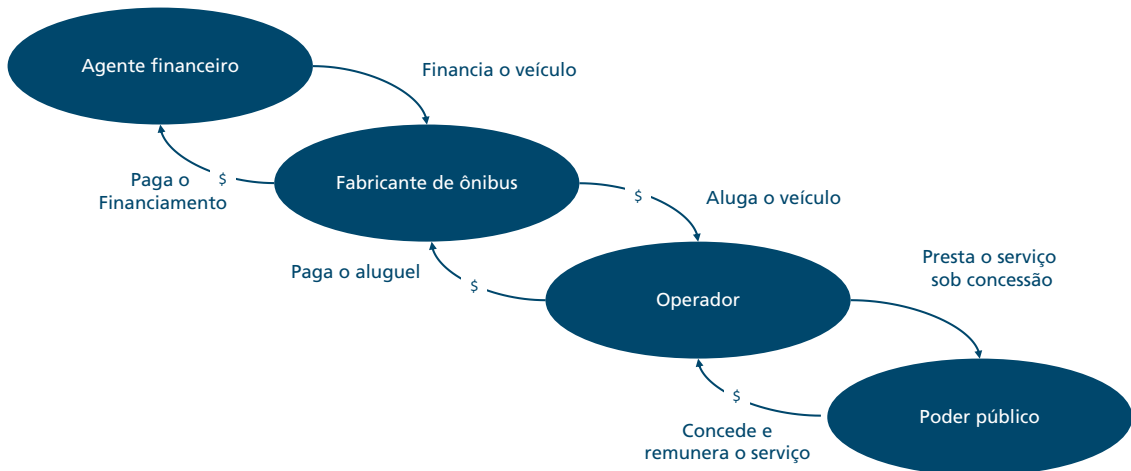 Agente financeiro
Financia o veículo
Paga o
Financiamento
$
Fabricante de ônibus
$
Aluga o veículo
Paga o aluguel
$
Operador
Presta o serviço
sob concessão
$
Concede e
remunera o serviço
Poder público